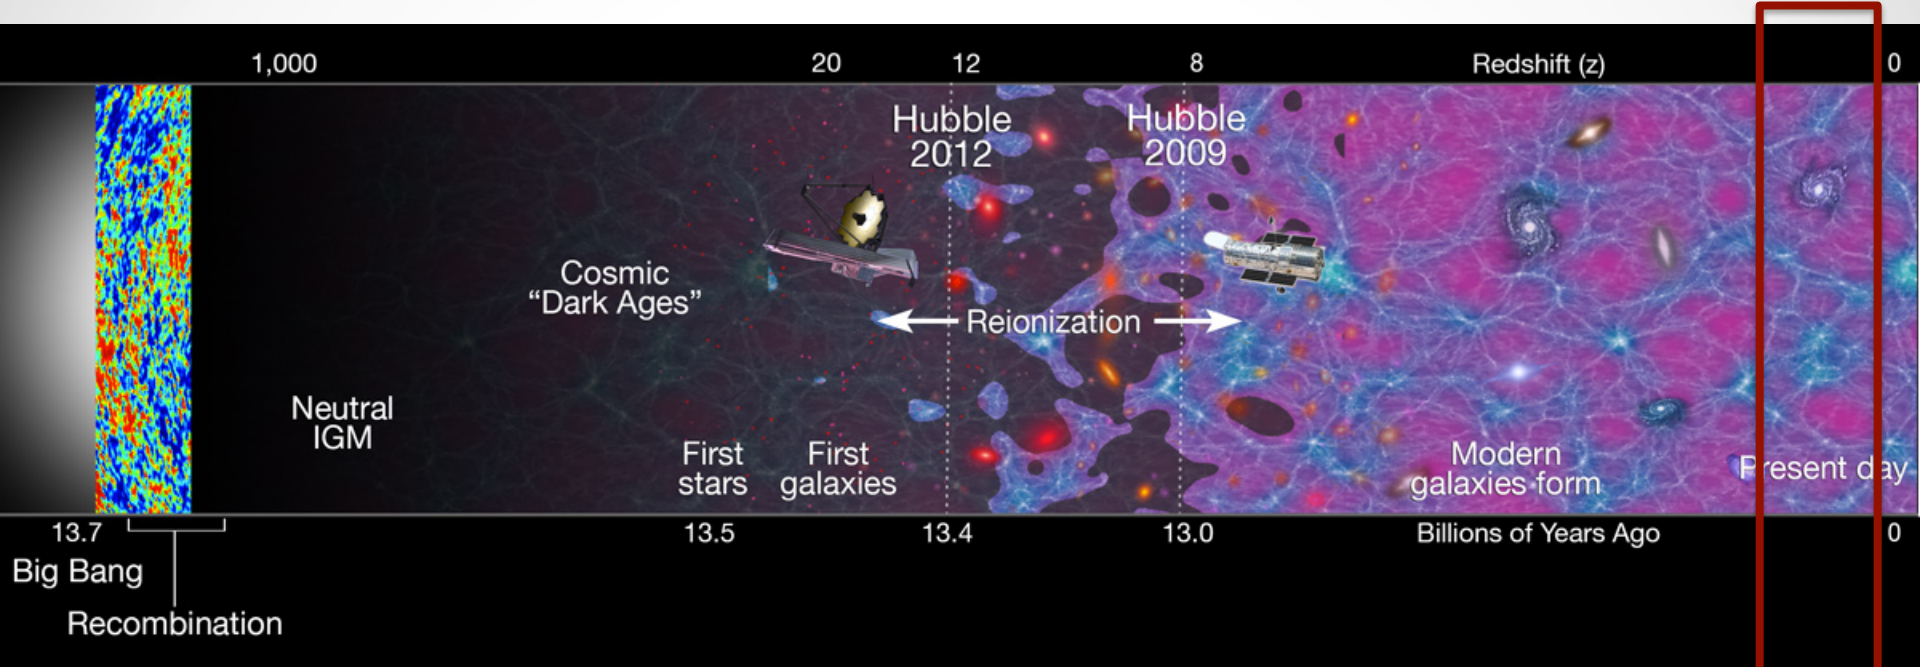 1,000 20 12 8 Redshift (z) 0
Hubble
2012
Hubble
2009
Cosmic
“Dark Ages”
Reionization
Neutral
IGM
First
stars
First
galaxies
Modern
galaxies form
Present day
13.7 13.5 13.4 13.0 Billions of Years Ago 0
Big Bang
Recombination